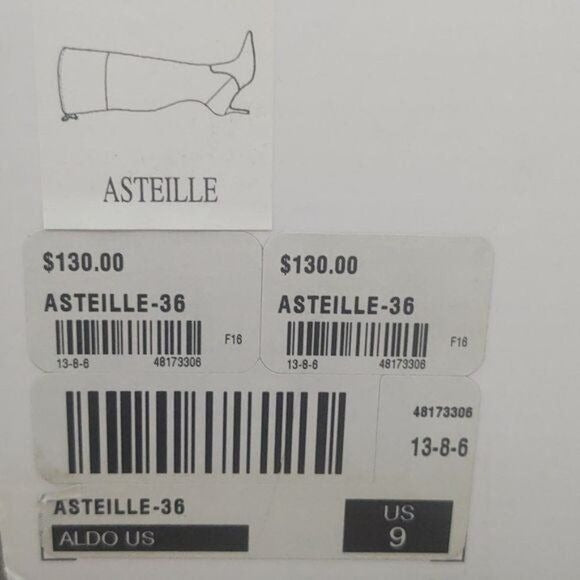 ASTEILLE
$130.00
ASTEILLE-36
F16
13-8-6 48173306
$130.00
ASTEILLE-36
F16
13-8-6 48173306
48173306
13-8-6
ASTEILLE-36
ALDO US
US
9